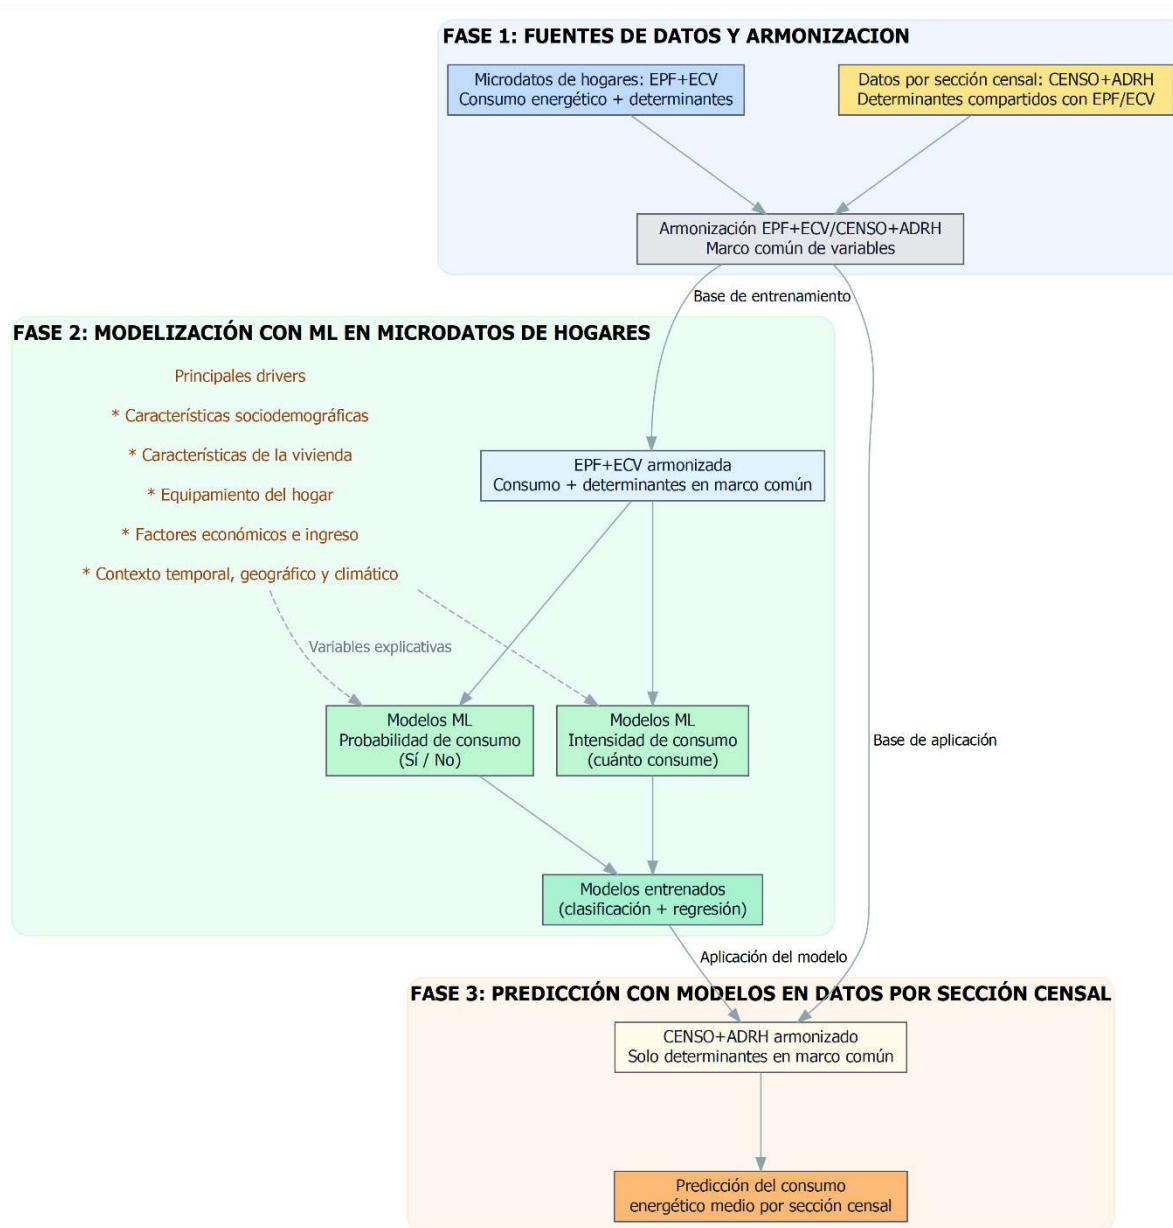 FASE 1: FUENTES DE DATOS Y ARMONIZACION
Microdatos de hogares: EPF+ECV
Consumo energético + determinantes
Datos por sección censal: CENSO+ADRH
Determinantes compartidos con EPF/ECV
Armonización EPF+ECV/CENSO+ADRH
Marco común de variables
Base de entrenamiento
FASE 2: MODELIZACIÓN CON ML EN MICRODATOS DE HOGARES
Principales drivers
* Características sociodemográficas
* Características de la vivienda
* Equipamiento del hogar
* Factores económicos e ingreso
* Contexto temporal, geográfico y climático
EPF+ECV armonizada
Consumo + determinantes en marco común
Variables explicativas
Modelos ML
Probabilidad de consumo
(Sí / No)
Modelos ML
Intensidad de consumo
(cuánto consume)
Base de aplicación
Modelos entrenados
(clasificación + regresión)
Aplicación del modelo
FASE 3: PREDICCIÓN CON MODELOS EN DATOS POR SECCIÓN CENSAL
CENSO+ADRH armonizado
Solo determinantes en marco común
Predicción del consumo
energético medio por sección censal